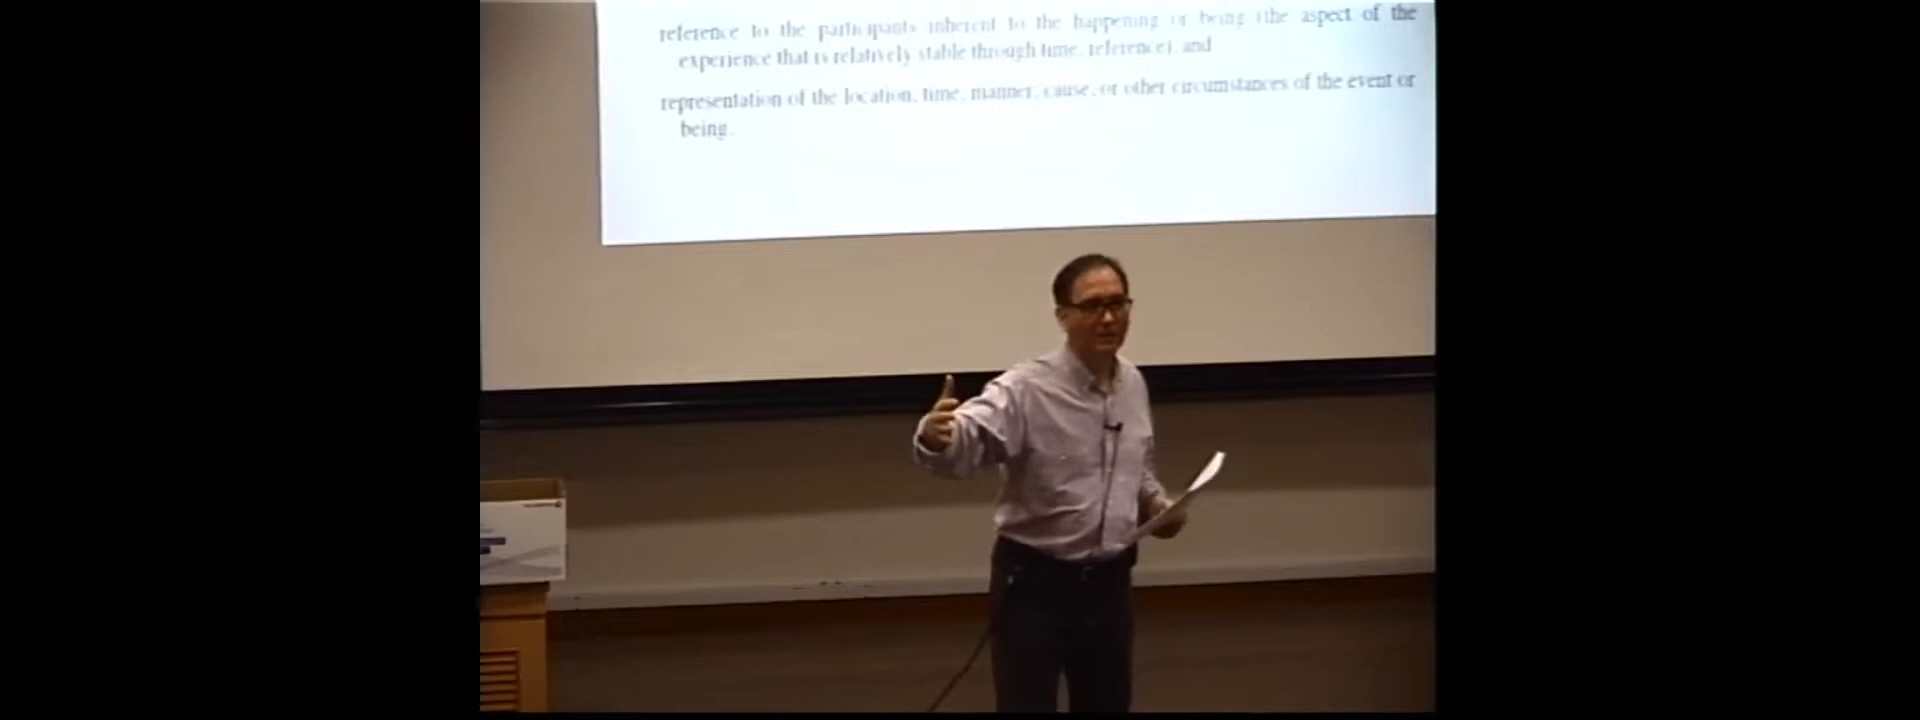 reference to the participants inherent to the happening or being (the aspect of the
experience that is relatively stable through time, reference), and
representation of the location, time, manner, cause, or other circumstances of the event or
being.